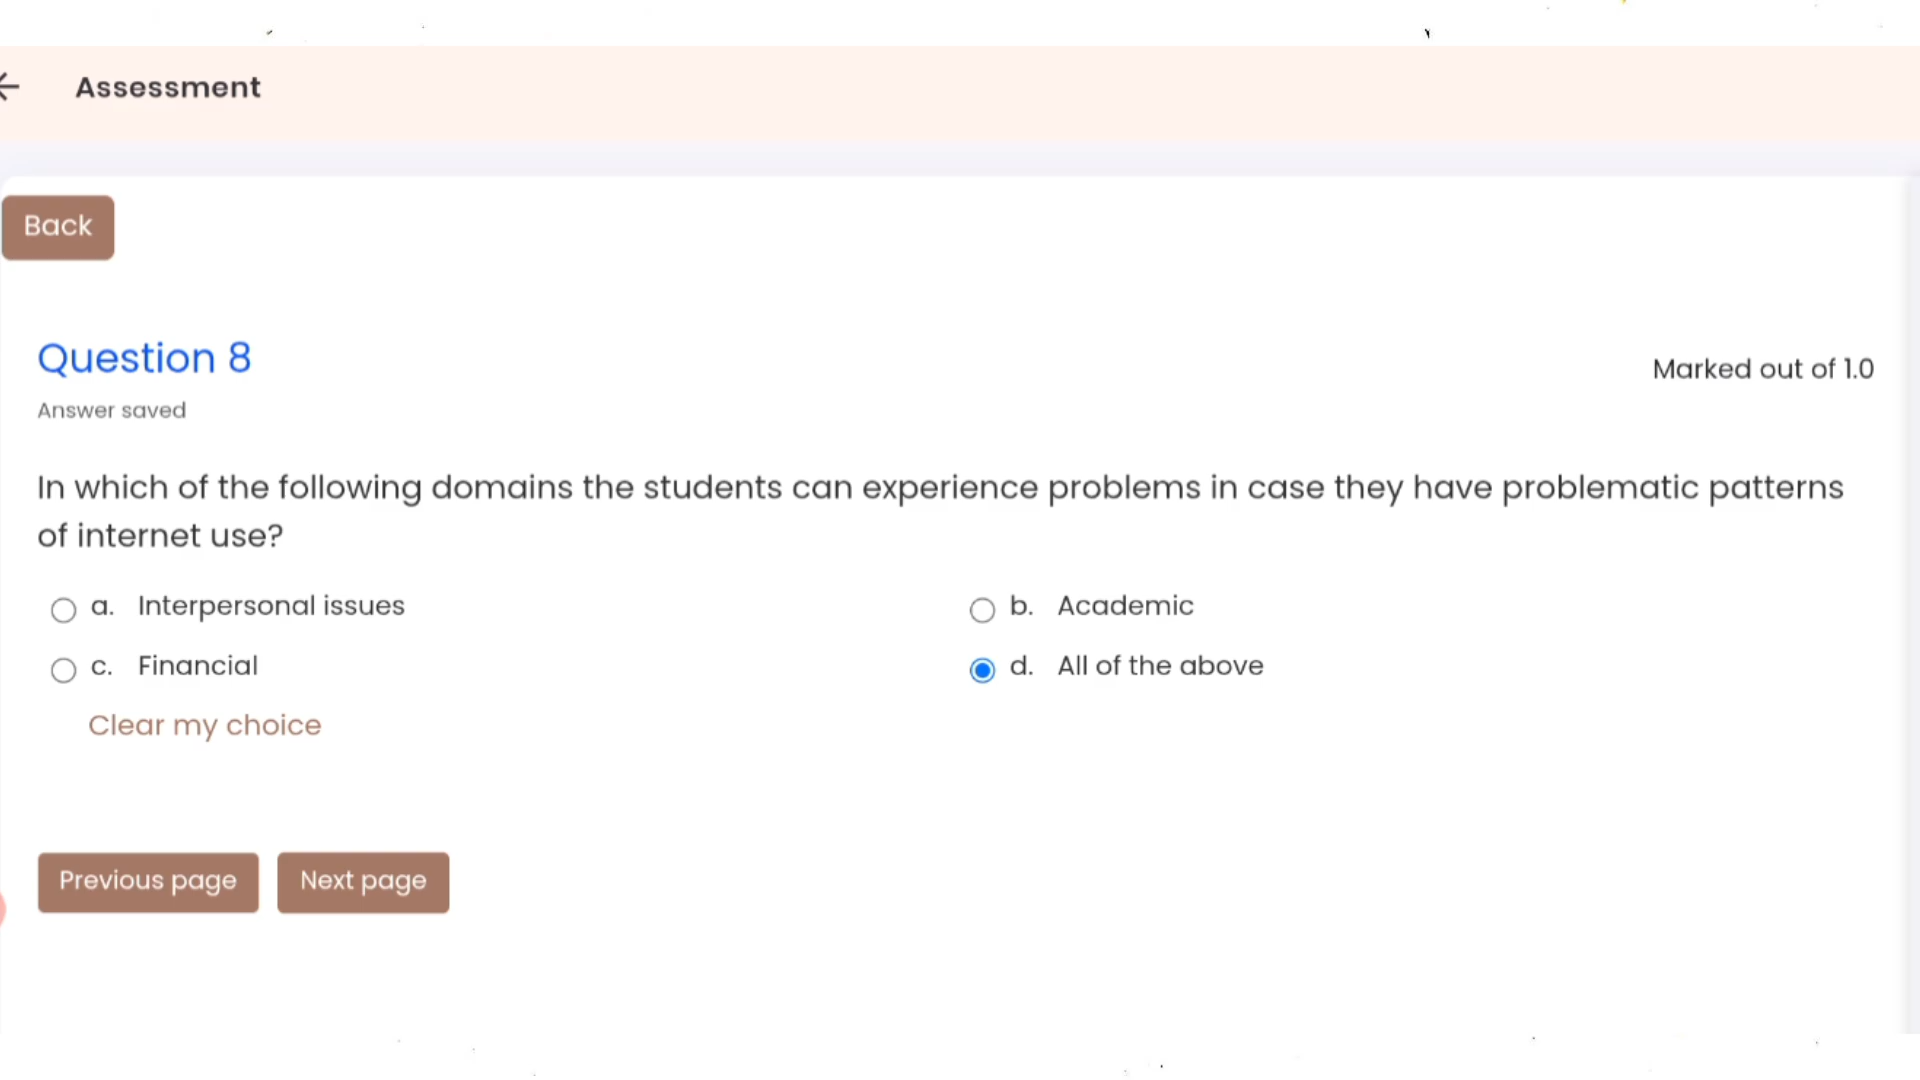 Assessment
Back
Question 8
Marked out of 1.0
Answer saved
In which of the following domains the students can experience problems in case they have problematic patterns
of internet use?
a. Interpersonal issues
b. Academic
c. Financial
d. All of the above
Clear my choice
Previous page
Next page